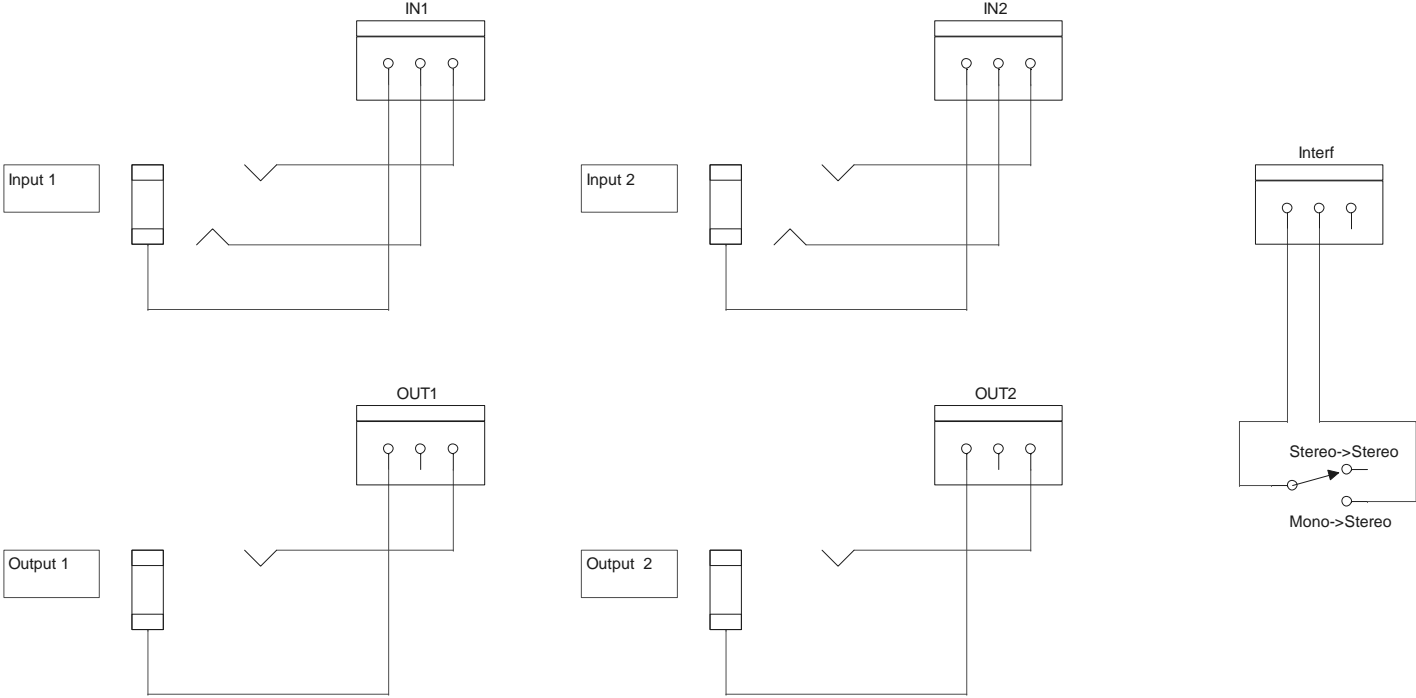 IN1
IN2
Input 1
Input 2
Interf
OUT1
OUT2
Stereo->Stereo
Mono->Stereo
Output 1
Output  2